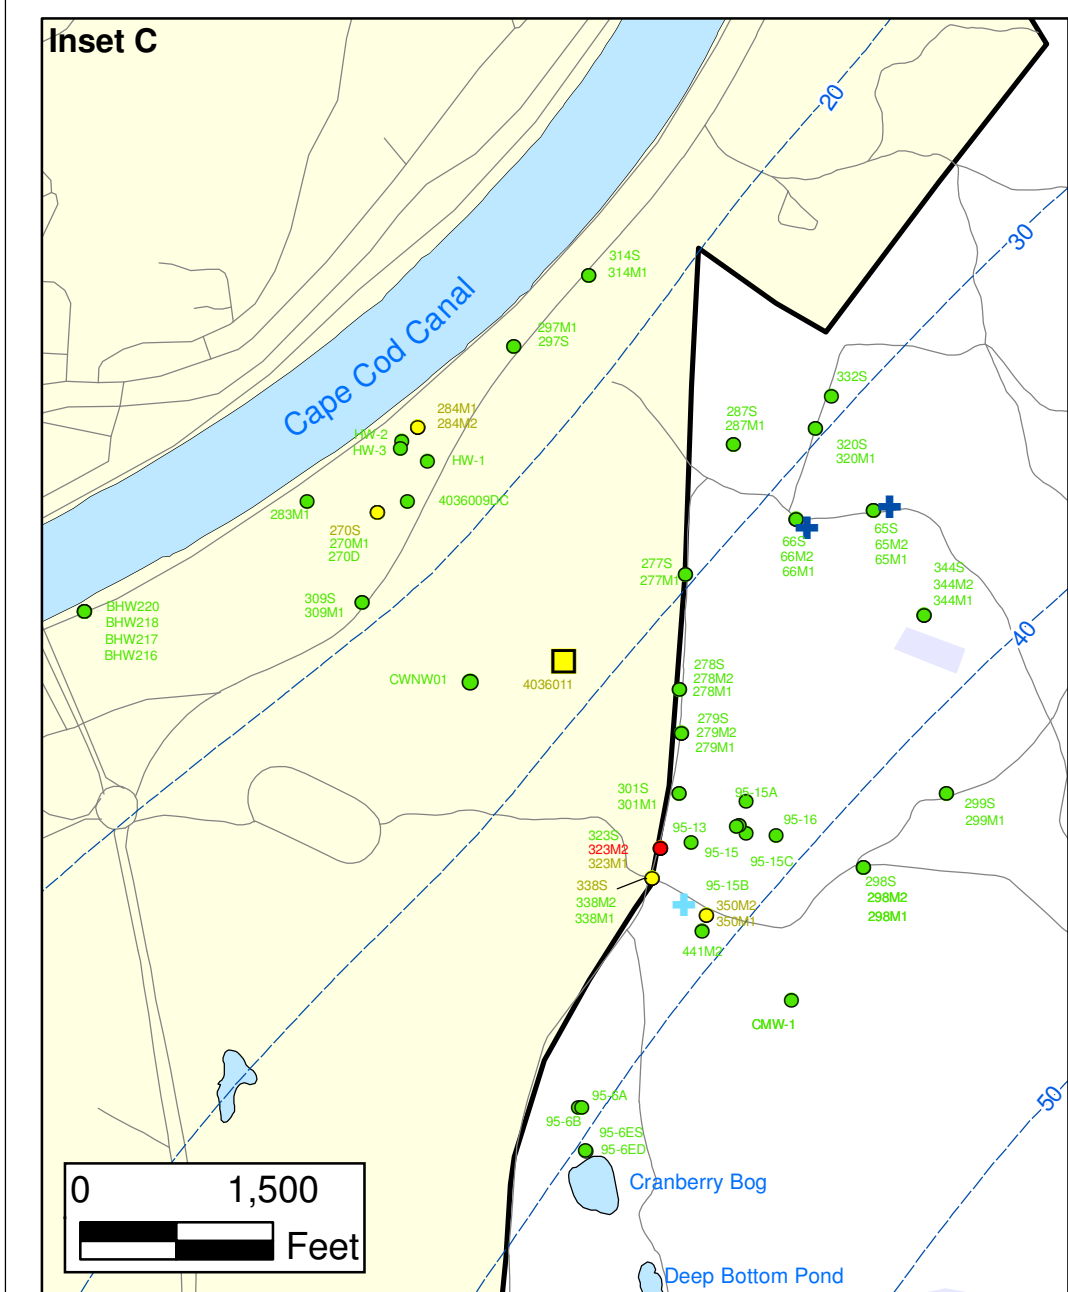 Inset C
20
30
314S
314M1
Cape Cod Canal
297M1
297S
332S
284M1
284M2
287S
287M1
HW-2
HW-3
HW-1
320S
320M1
283M1
4036009DC
270S
270M1
270D
66S
66M2
66M1
65S
65M2
65M1
277S
277M1
344S
344M2
344M1
309S
309M1
BHW220
BHW218
BHW217
BHW216
40
CWNW01
4036011
278S
278M2
278M1
279S
279M2
279M1
301S
301M1
95-15A
299S
299M1
323S
323M2
323M1
95-13
95-16
95-15
95-15C
338S
338M2
338M1
95-15B
350M2
350M1
298S
298M2
298M1
441M2
CMW-1
50
95-6A
95-6B
95-6ES
95-6ED
Cranberry Bog
0 1,500
Feet
Deep Bottom Pond